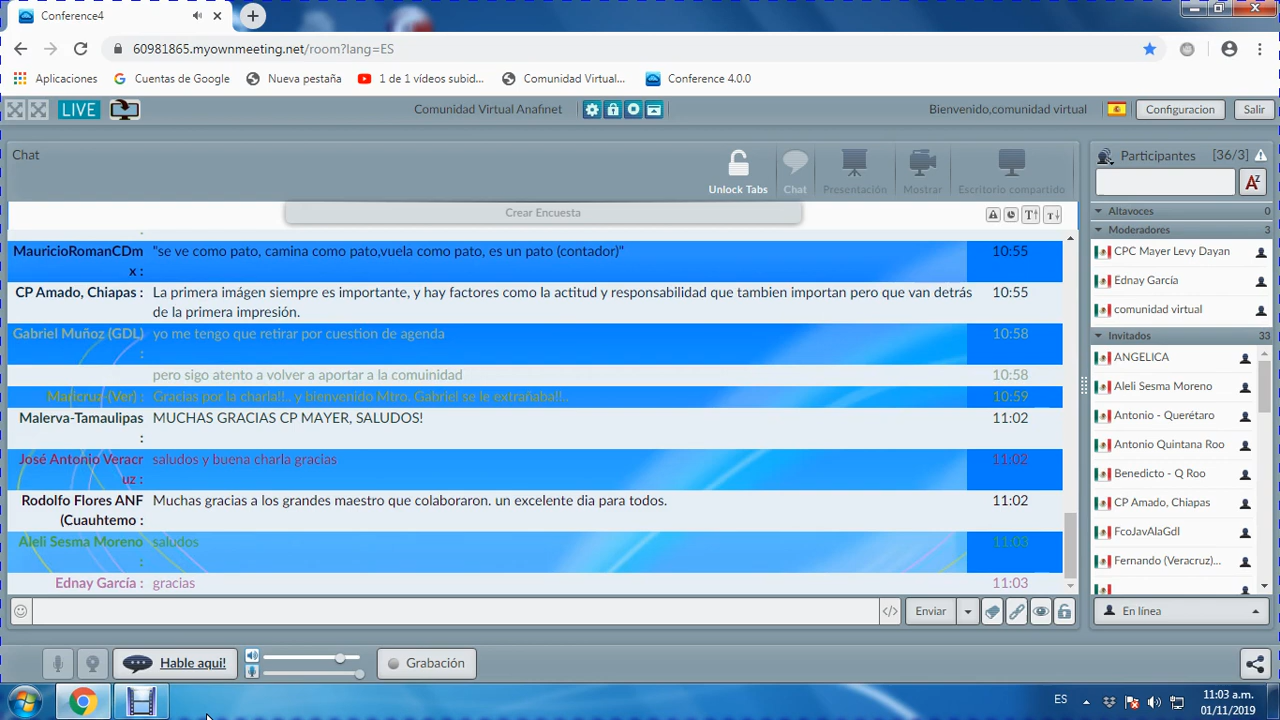 Conference4
60981865.myownmeeting.net/room?lang=ES
Aplicaciones
Cuentas de Google
Nueva pestaña
1 de 1 vídeos subid...
Comunidad Virtual...
Conference 4.0.0
LIVE
Comunidad Virtual Anafinet
Bienvenido,comunidad virtual
Configuracion
Salir
Chat
Unlock Tabs
Chat
Presentación
Mostrar
Escritorio compartido
Participantes [36/3]
Crear Encuesta
MauricioRomanCDm "se ve como pato, camina como pato,vuela como pato, es un pato (contador)" 10:55
x :
CP Amado, Chiapas : La primera imágen siempre es importante, y hay factores como la actitud y responsabilidad que tambien importan pero que van detrás 10:55
de la primera impresión.
Gabriel Muñoz (GDL) yo me tengo que retirar por cuestion de agenda 10:58
:
pero sigo atento a volver a aportar a la comuinidad 10:58
Maricruz-(Ver) : Gracias por la charla!!.. y bienvenido Mtro. Gabriel se le extrañaba!!.. 10:59
Malerva-Tamaulipas MUCHAS GRACIAS CP MAYER, SALUDOS! 11:02
:
José Antonio Veracr saludos y buena charla gracias 11:02
uz :
Rodolfo Flores ANF Muchas gracias a los grandes maestro que colaboraron. un excelente dia para todos. 11:02
(Cuauhtemo :
Aleli Sesma Moreno saludos 11:03
:
Ednay García : gracias 11:03
Enviar
Altavoces 0
Moderadores 3
CPC Mayer Levy Dayan
Ednay García
comunidad virtual
Invitados 33
ANGELICA
Aleli Sesma Moreno
Antonio - Querétaro
Antonio Quintana Roo
Benedicto - Q Roo
CP Amado, Chiapas
FcoJavAlaGdl
Fernando (Veracruz)...
En línea
Hable aquí!
Grabación
ES
11:03 a.m.
01/11/2019